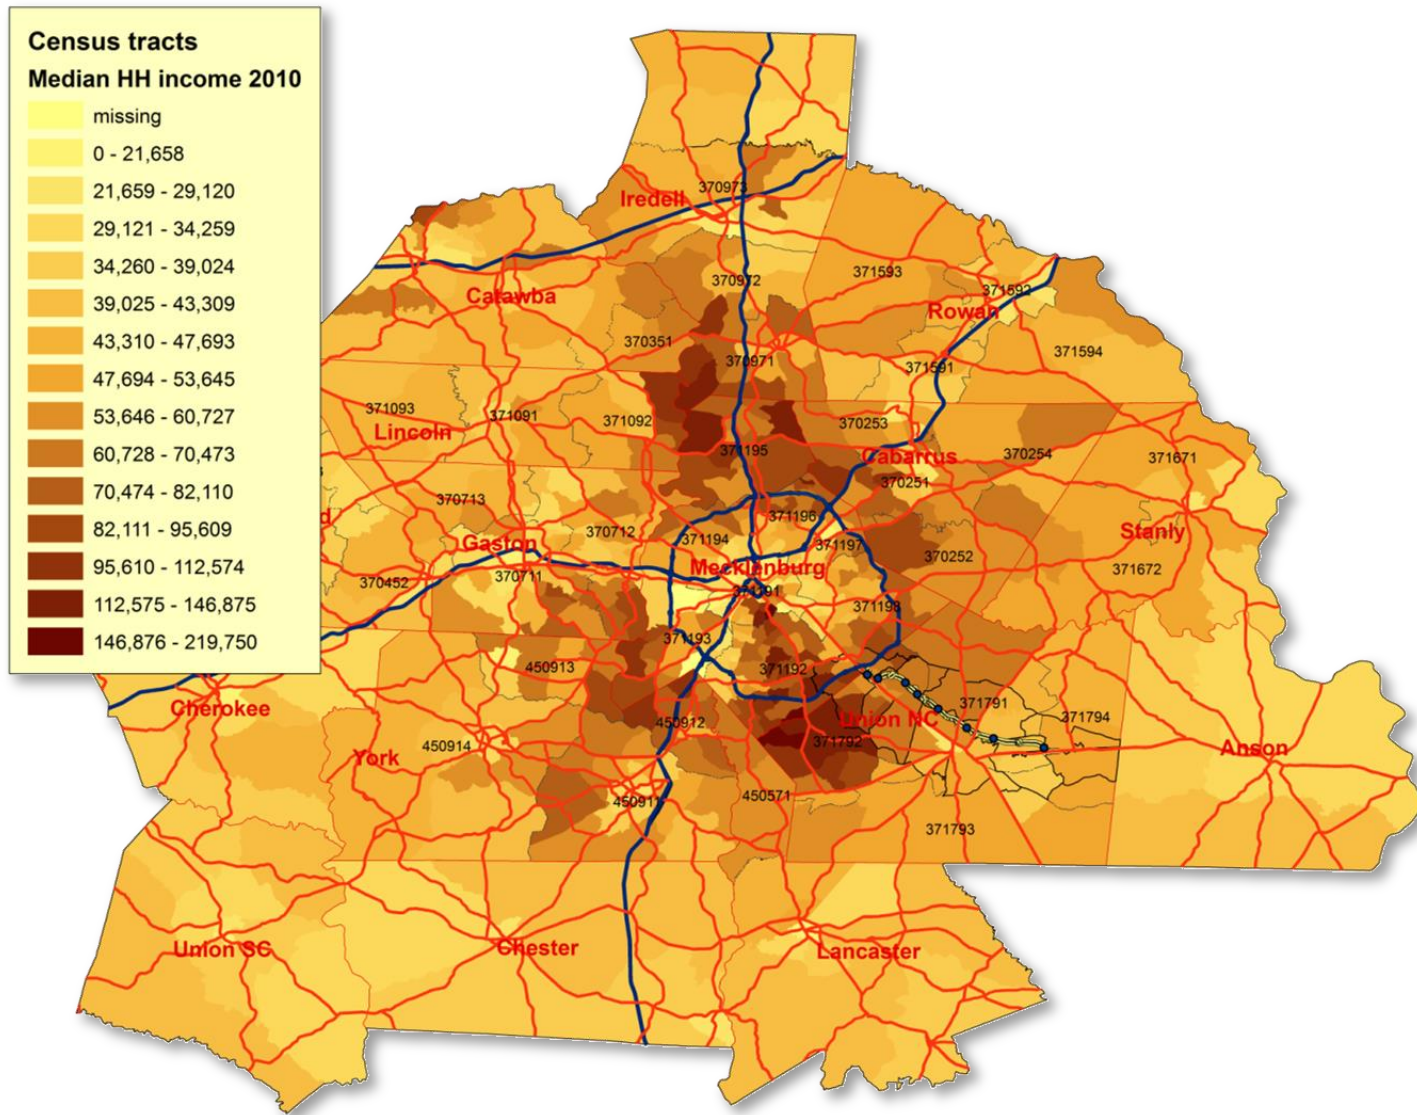 Census tracts
Median HH income 2010
missing
0 - 21,658
21,659 - 29,120
29,121 - 34,259
34,260 - 39,024
39,025 - 43,309
43,310 - 47,693
47,694 - 53,645
53,646 - 60,727
60,728 - 70,473
70,474 - 82,110
82,111 - 95,609
95,610 - 112,574
112,575 - 146,875
146,876 - 219,750
370973
Iredell
370972
371593
371592
Catawba
Rowan
370351
370971
371591
371594
371093
371091
371092
370253
Lincoln
371195
Cabarrus
370254
371671
370251
370713
371196
370712
Stanly
Gaston
371194
371197
370252
Mecklenburg
371672
370452
370711
371191
371198
371193
450913
371192
Cherokee
371791
450912
Union NC
371794
450914
371792
York
Anson
450911
450571
371793
Union SC
Chester
Lancaster